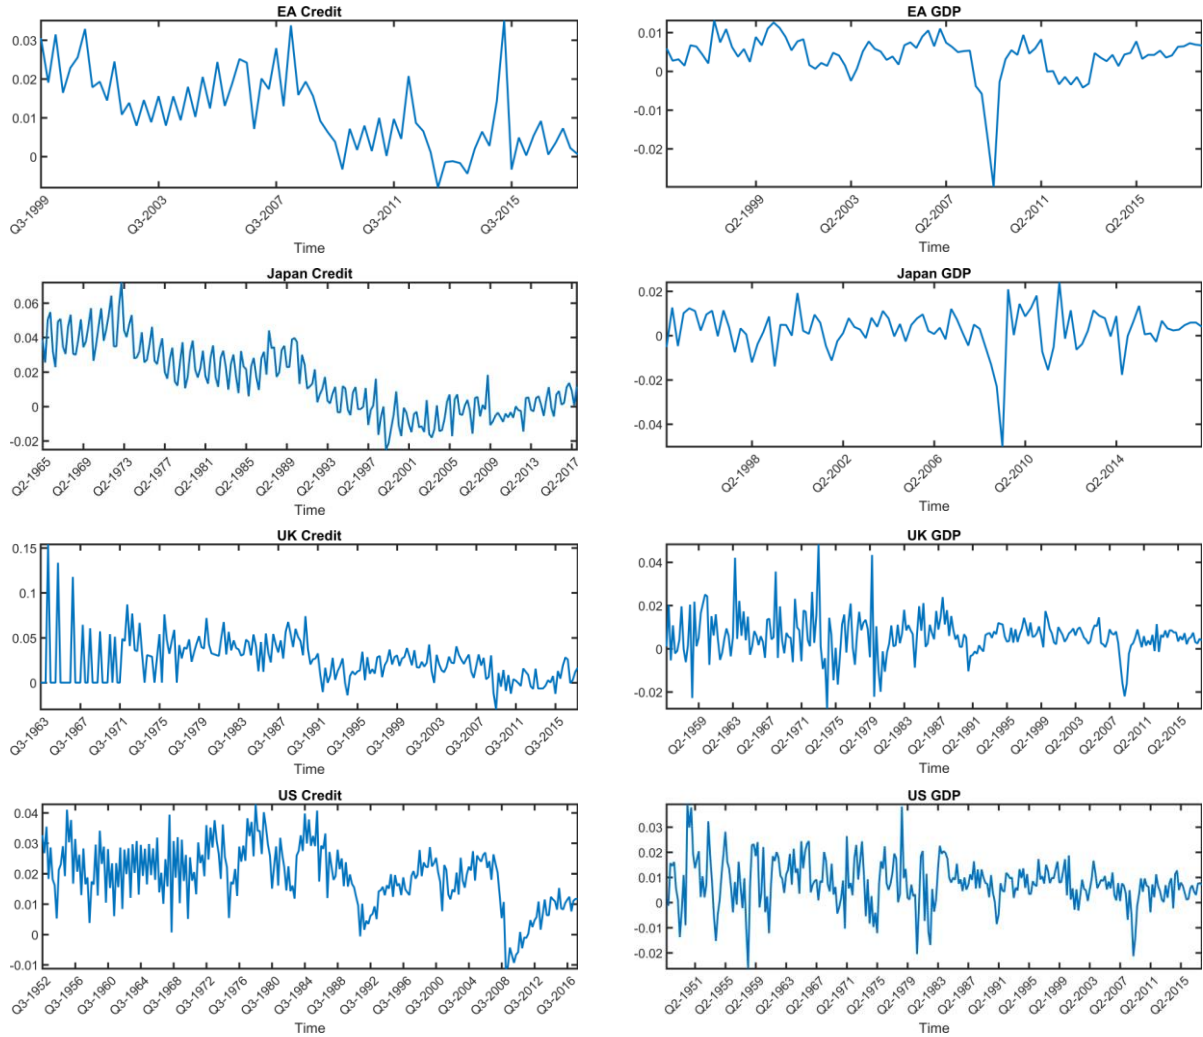 EA Credit
0.03
0.02
0.01
0
Q3-1999
Q3-2003
Q3-2007
Q3-2011
Q3-2015
Time
EA GDP
0.01
0
-0.01
-0.02
Q2-1999
Q2-2003
Q2-2007
Q2-2011
Q2-2015
Time
Japan Credit
0.06
0.04
0.02
0
-0.02
Q2-1965
Q2-1969
Q2-1973
Q2-1977
Q2-1981
Q2-1985
Q2-1989
Q2-1993
Q2-1997
Q2-2001
Q2-2005
Q2-2009
Q2-2013
Q2-2017
Time
Japan GDP
0.02
0
-0.02
-0.04
Q2-1998
Q2-2002
Q2-2006
Q2-2010
Q2-2014
Time
UK Credit
0.15
0.1
0.05
0
Q3-1963
Q3-1967
Q3-1971
Q3-1975
Q3-1979
Q3-1983
Q3-1987
Q3-1991
Q3-1995
Q3-1999
Q3-2003
Q3-2007
Q3-2011
Q3-2015
Time
UK GDP
0.04
0.02
0
-0.02
Q2-1959
Q2-1963
Q2-1967
Q2-1971
Q2-1975
Q2-1979
Q2-1983
Q2-1987
Q2-1991
Q2-1995
Q2-1999
Q2-2003
Q2-2007
Q2-2011
Q2-2015
Time
US Credit
0.04
0.03
0.02
0.01
0
-0.01
Q3-1952
Q3-1956
Q3-1960
Q3-1964
Q3-1968
Q3-1972
Q3-1976
Q3-1980
Q3-1984
Q3-1988
Q3-1992
Q3-1996
Q3-2000
Q3-2004
Q3-2008
Q3-2012
Q3-2016
Time
US GDP
0.03
0.02
0.01
0
-0.01
-0.02
Q2-1951
Q2-1955
Q2-1959
Q2-1963
Q2-1967
Q2-1971
Q2-1975
Q2-1979
Q2-1983
Q2-1987
Q2-1991
Q2-1995
Q2-1999
Q2-2003
Q2-2007
Q2-2011
Q2-2015
Time